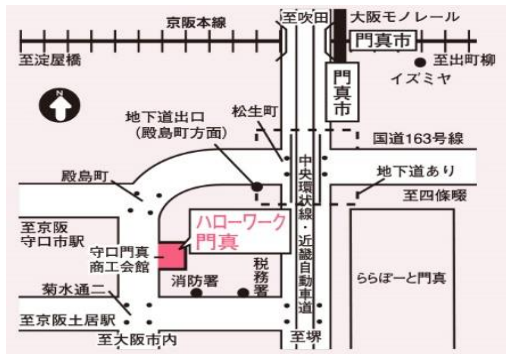 京阪本線
至吹田
大阪モノレール
門真市
至淀屋橋
至出町柳
イズミヤ
門真市
N
松生町
地下道出口
(殿島町方面)
国道163号線
地下道あり
殿島町
中央環状線・近畿自動車道
至四條畷
ハローワーク
門真
至京阪
守口市駅
守口門真
商工会館
消防署
税務署
ららぽーと門真
菊水通二
至京阪土居駅
至大阪市内
至堺